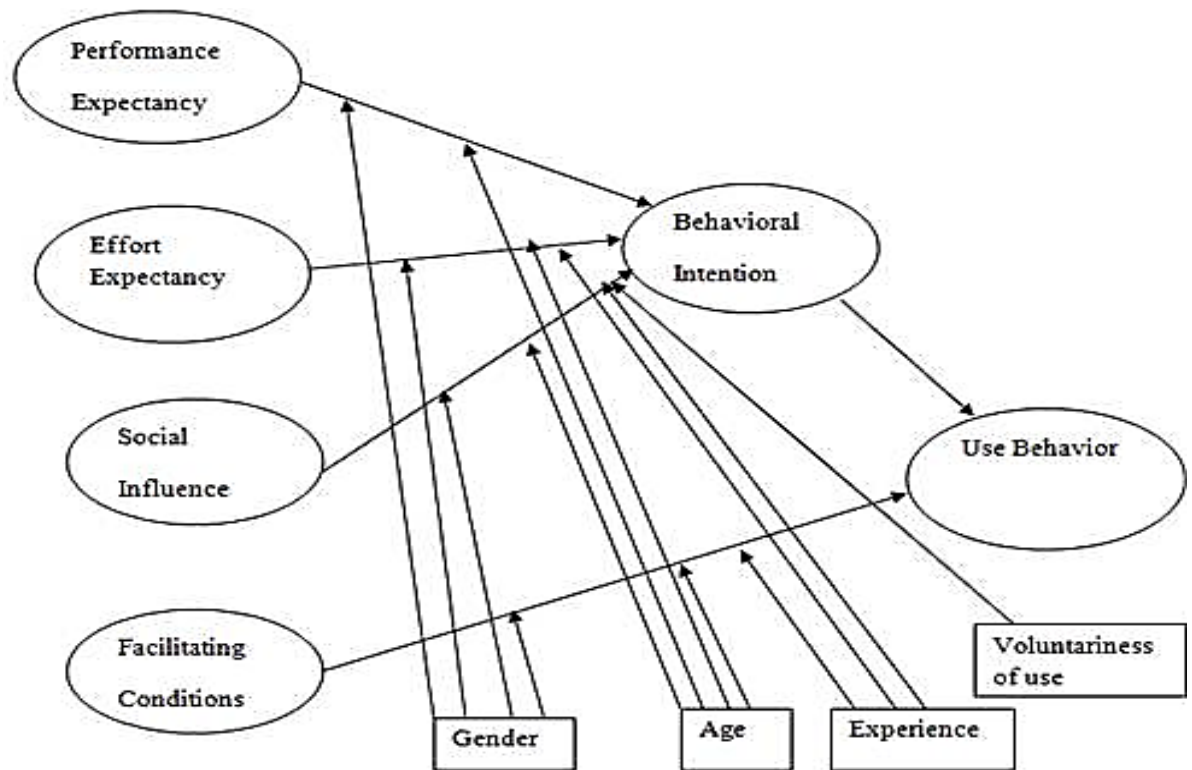 Performance
Expectancy
Effort
Expectancy
Social
Influence
Facilitating
Conditions
Behavioral
Intention
Use Behavior
Gender
Age
Experience
Voluntariness
of use